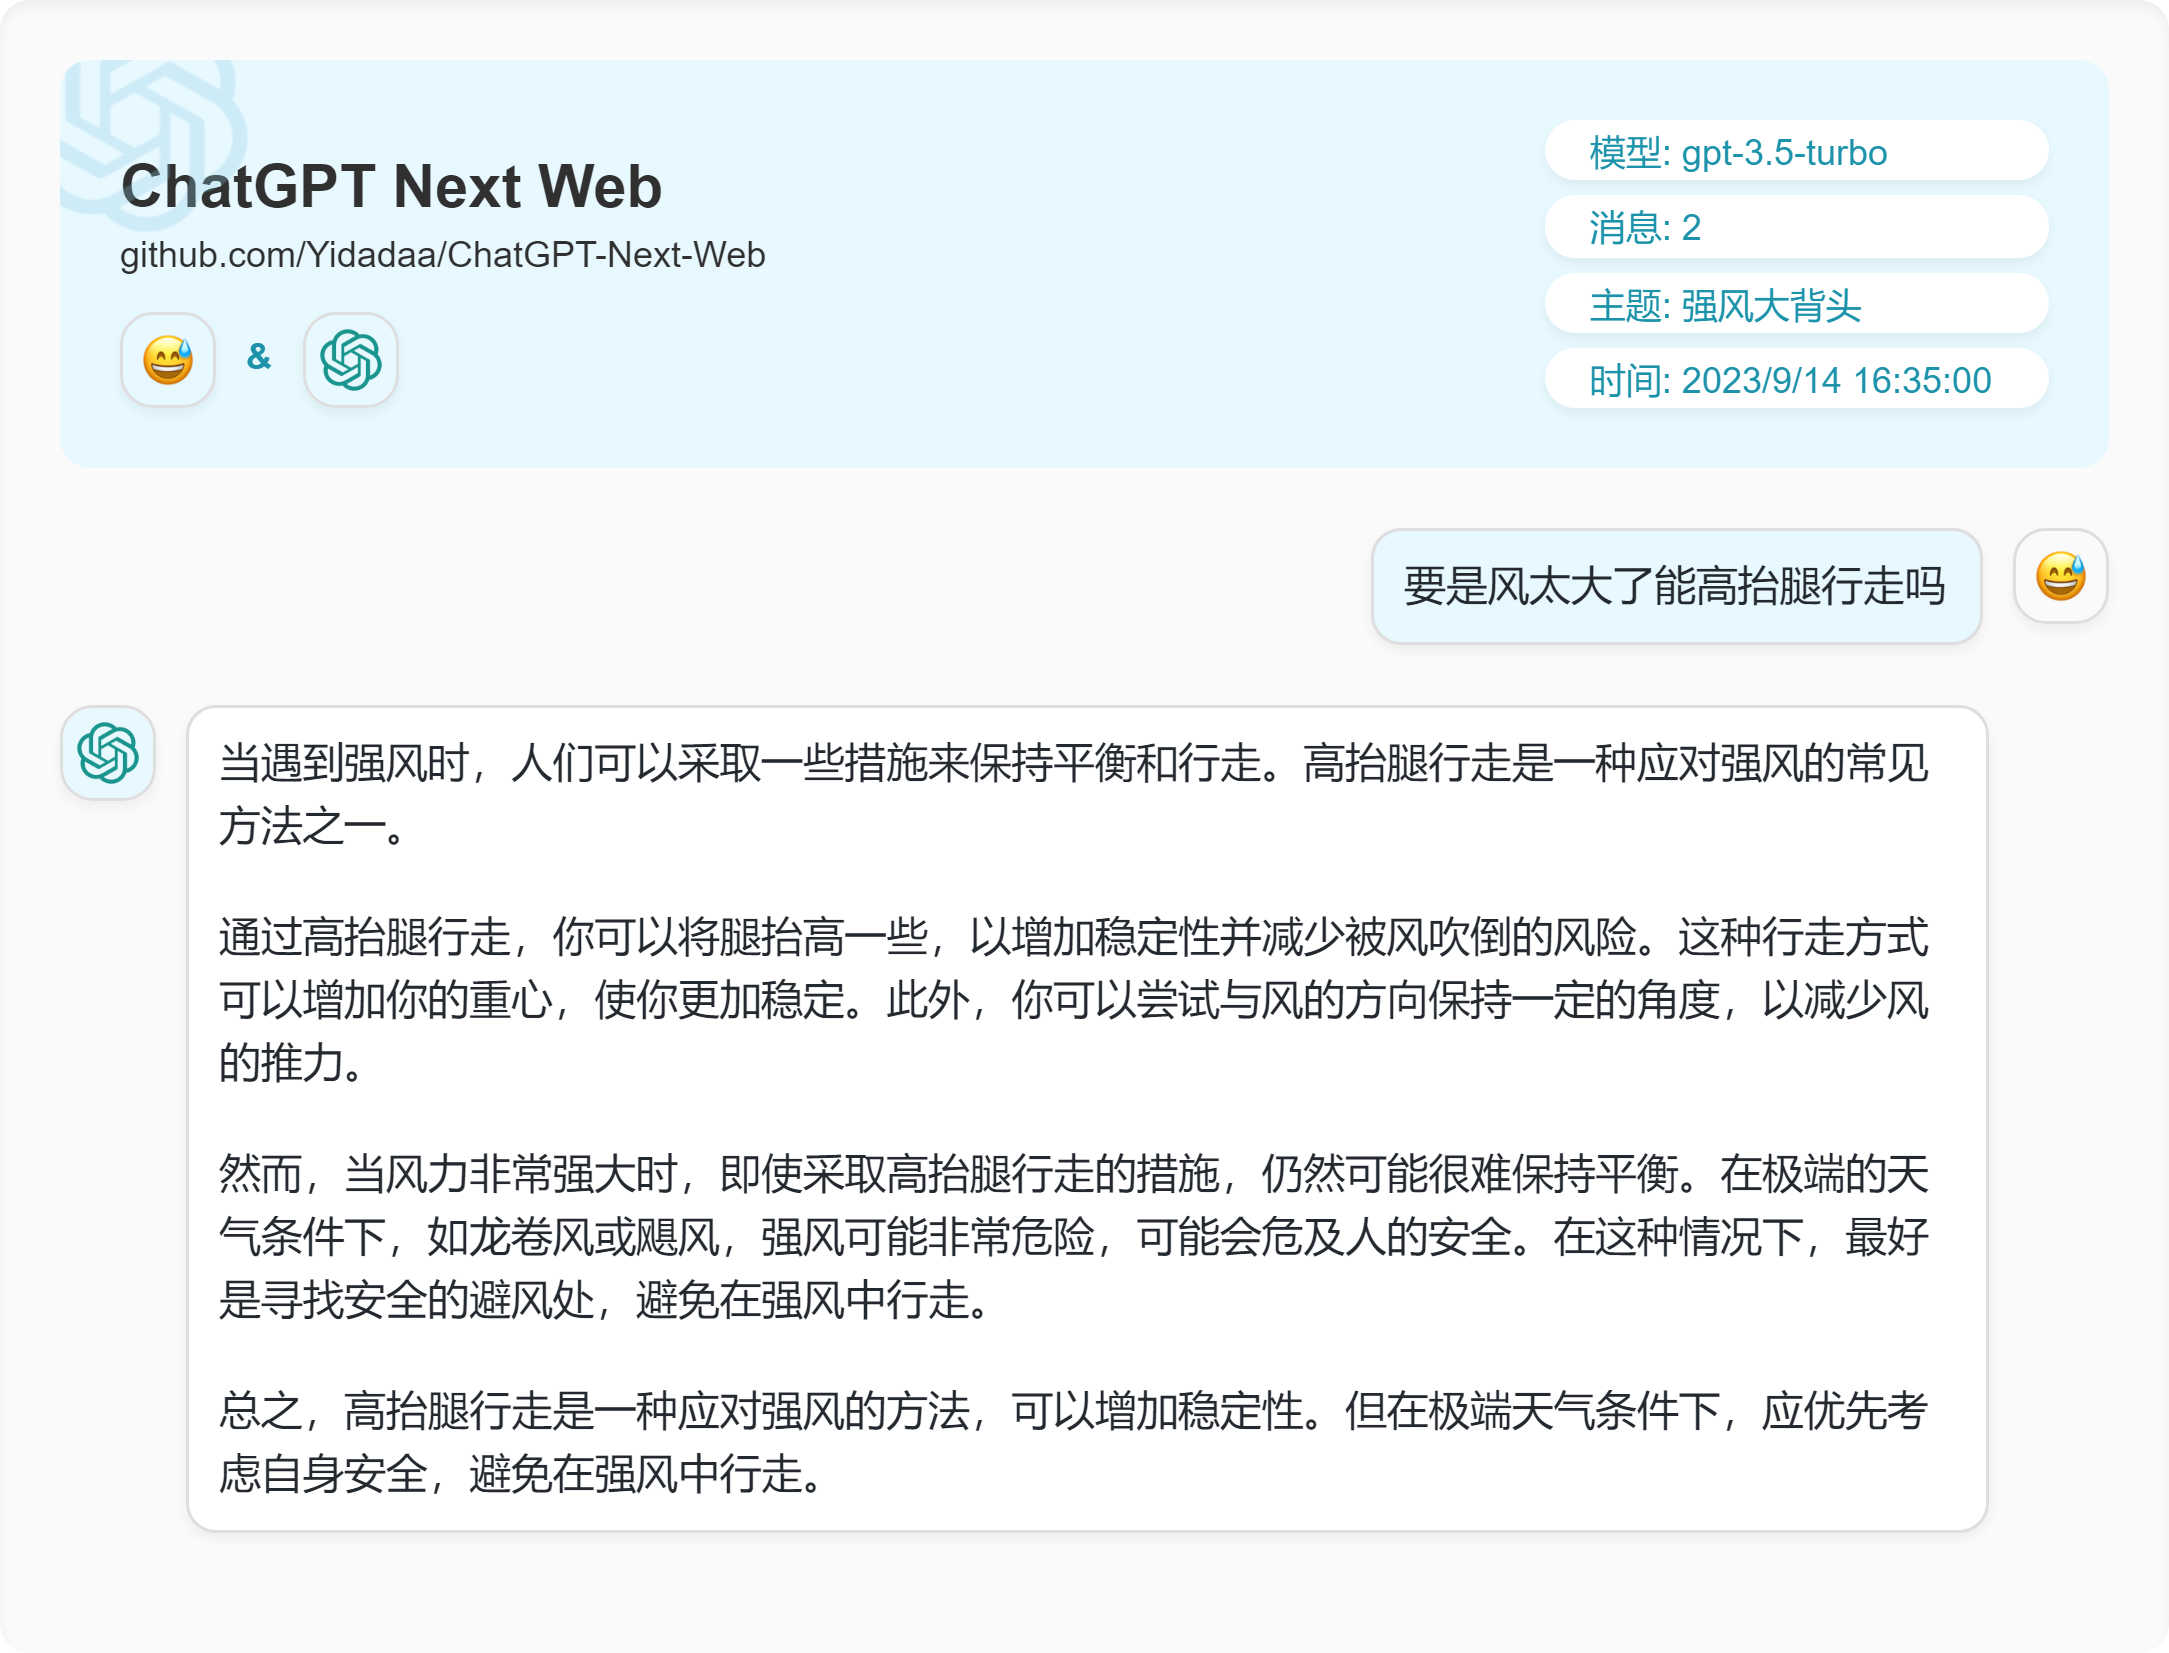 ChatGPT Next Web
github.com/Yidadaa/ChatGPT-Next-Web
&
模型: gpt-3.5-turbo
消息: 2
主题: 强风大背头
时间: 2023/9/14 16:35:00
要是风太大了能高抬腿行走吗
当遇到强风时，人们可以采取一些措施来保持平衡和行走。高抬腿行走是一种应对强风的常见
方法之一。
通过高抬腿行走，你可以将腿抬高一些，以增加稳定性并减少被风吹倒的风险。这种行走方式
可以增加你的重心，使你更加稳定。此外，你可以尝试与风的方向保持一定的角度，以减少风
的推力。
然而，当风力非常强大时，即使采取高抬腿行走的措施，仍然可能很难保持平衡。在极端的天
气条件下，如龙卷风或飓风，强风可能非常危险，可能会危及人的安全。在这种情况下，最好
是寻找安全的避风处，避免在强风中行走。
总之，高抬腿行走是一种应对强风的方法，可以增加稳定性。但在极端天气条件下，应优先考
虑自身安全，避免在强风中行走。